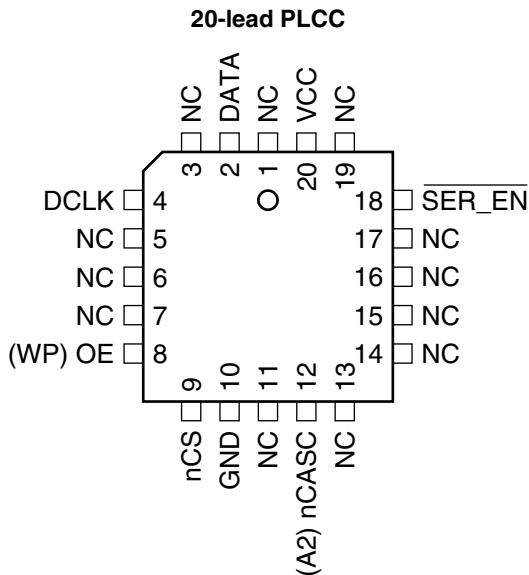 20-lead PLCC
NC
DATA
NC
VCC
NC
3
2
1
20
19
DCLK 4
18 SER_EN
NC 5
17 NC
NC 6
16 NC
NC 7
15 NC
(WP) OE 8
14 NC
9
10
11
12
13
nCS
GND
NC
(A2) nCASC
NC